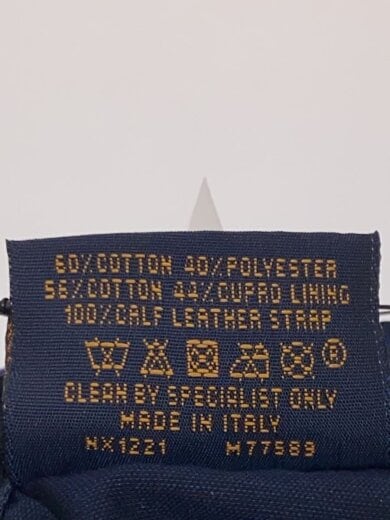 60%COTTON 40%POLYESTER
56%COTTON 44%CUPRO LINING
100%CALF LEATHER STRAP
®
CLEAN BY SPECIALIST ONLY
MADE IN ITALY
NX1221 M77589